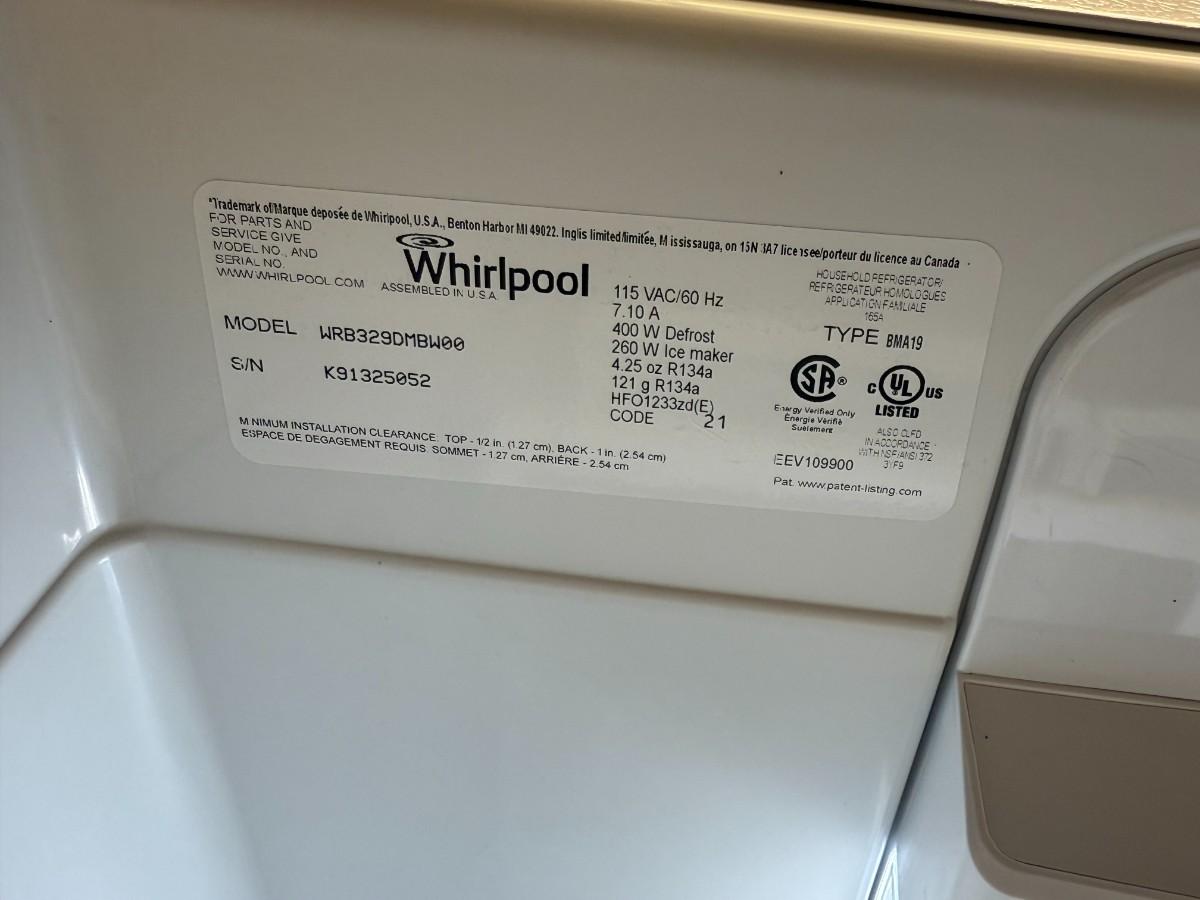 *Trademark of/Marque deposée de Whirlpool, U.S.A., Benton Harbor MI 49022. Inglis limited/limitée, Mississauga, on 15N 3A7 licensee/porteur du licence au Canada
FOR PARTS AND
SERVICE GIVE
MODEL NO., AND
SERIAL NO.
WWW.WHIRLPOOL.COM
Whirlpool
ASSEMBLED IN U.S.A.
MODEL WRB329DMBW00
S/N K91325052
115 VAC/60 Hz
7.10 A
400 W Defrost
260 W Ice maker
4.25 oz R134a
121 g R134a
HFO1233zd(E)
CODE 21
HOUSEHOLD REFRIGERATOR/
REFRIGERATEUR HOMOLOGUES
APPLICATION FAMILIALE
165A
TYPE BMA19
SA ®
Energy Verified Only
Énergie Vérifié
Seulement
C UL US
LISTED
ALSO CLFD
IN ACCORDANCE
WITH NSF/ANSI 372
3YF9
EEV109900
Pat. www.patent-listing.com
MINIMUM INSTALLATION CLEARANCE: TOP - 1/2 in. (1.27 cm), BACK - 1 in. (2.54 cm)
ESPACE DE DEGAGEMENT REQUIS: SOMMET - 1.27 cm, ARRIÈRE - 2.54 cm